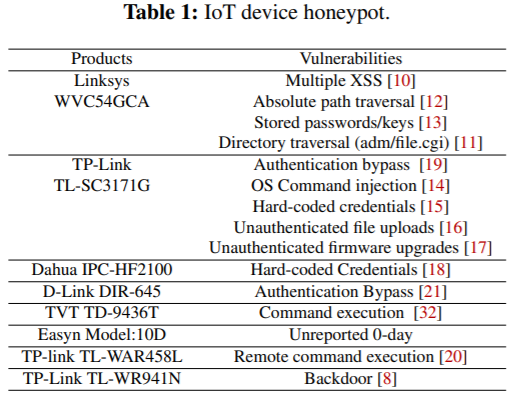 Table 1: IoT device honeypot.
Products Vulnerabilities
Linksys Multiple XSS [10]
WVC54GCA Absolute path traversal [12]
Stored passwords/keys [13]
Directory traversal (adm/file.cgi) [11]
TP-Link Authentication bypass [19]
TL-SC3171G OS Command injection [14]
Hard-coded credentials [15]
Unauthenticated file uploads [16]
Unauthenticated firmware upgrades [17]
Dahua IPC-HF2100 Hard-coded Credentials [18]
D-Link DIR-645 Authentication Bypass [21]
TVT TD-9436T Command execution [32]
Easyn Model:10D Unreported 0-day
TP-link TL-WAR458L Remote command execution [20]
TP-Link TL-WR941N Backdoor [8]